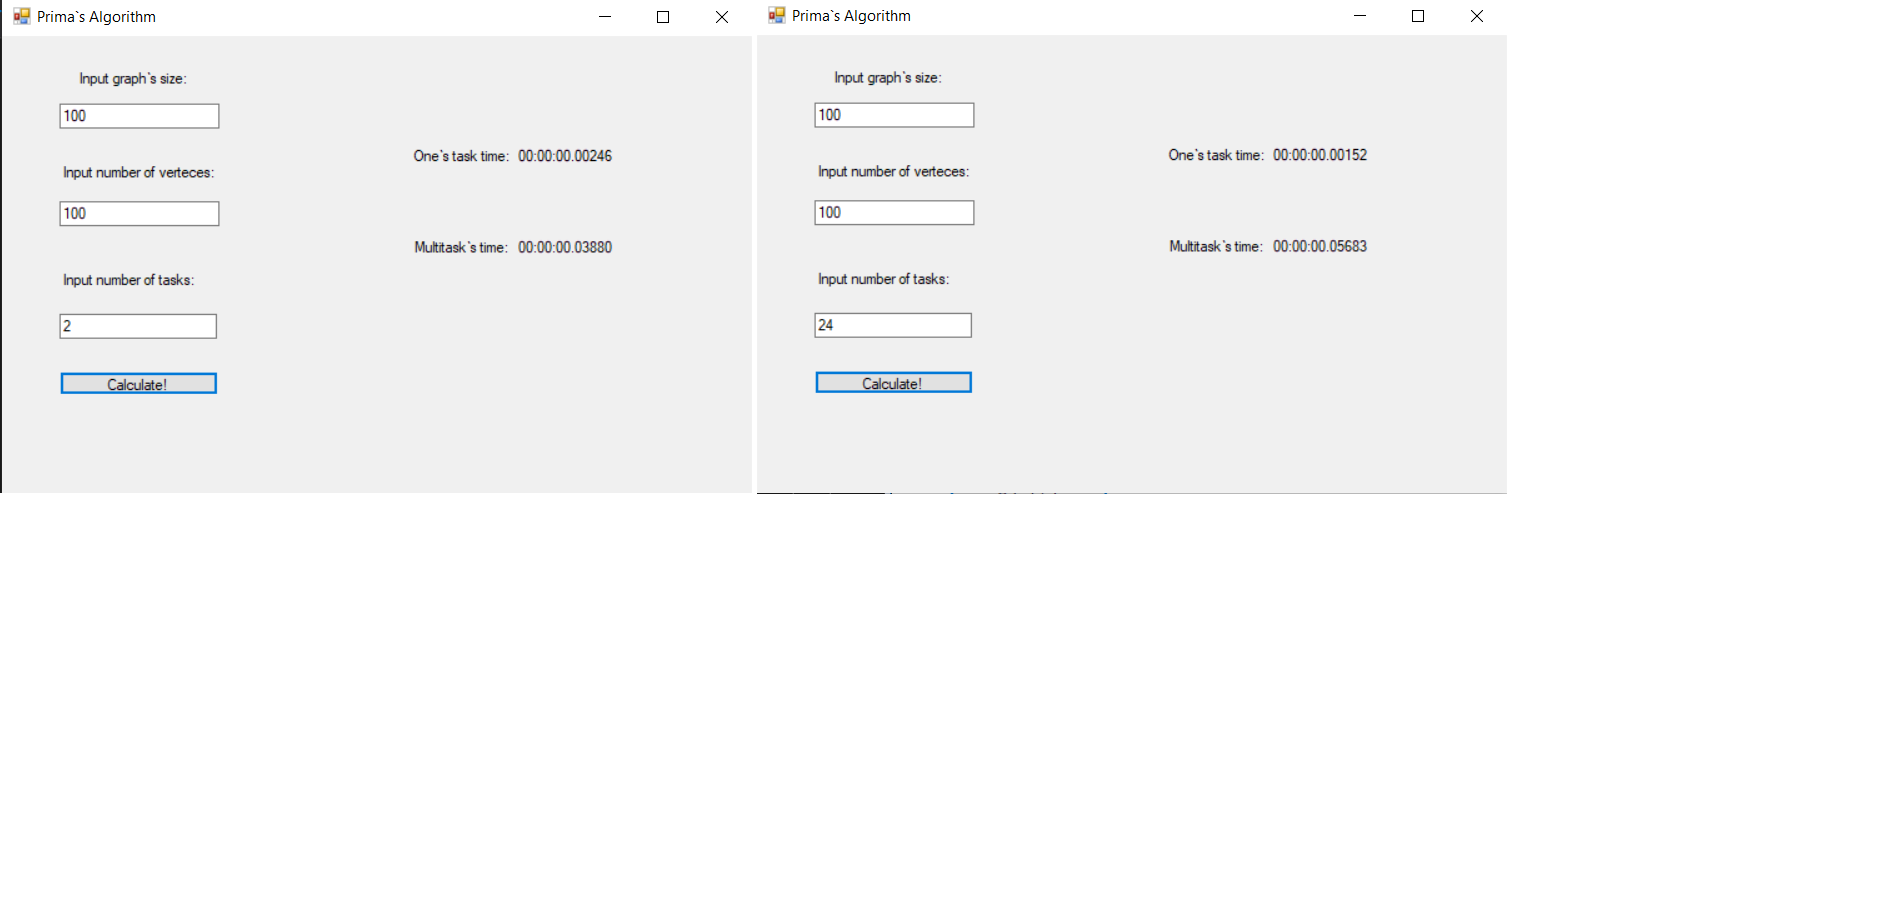 Prima`s Algorithm
Input graph`s size:
100
Input number of verteces:
100
Input number of tasks:
2
Calculate!
One`s task time: 00:00:00.00246
Multitask`s time: 00:00:00.03880
Prima`s Algorithm
Input graph`s size:
100
Input number of verteces:
100
Input number of tasks:
24
Calculate!
One`s task time: 00:00:00.00152
Multitask`s time: 00:00:00.05683